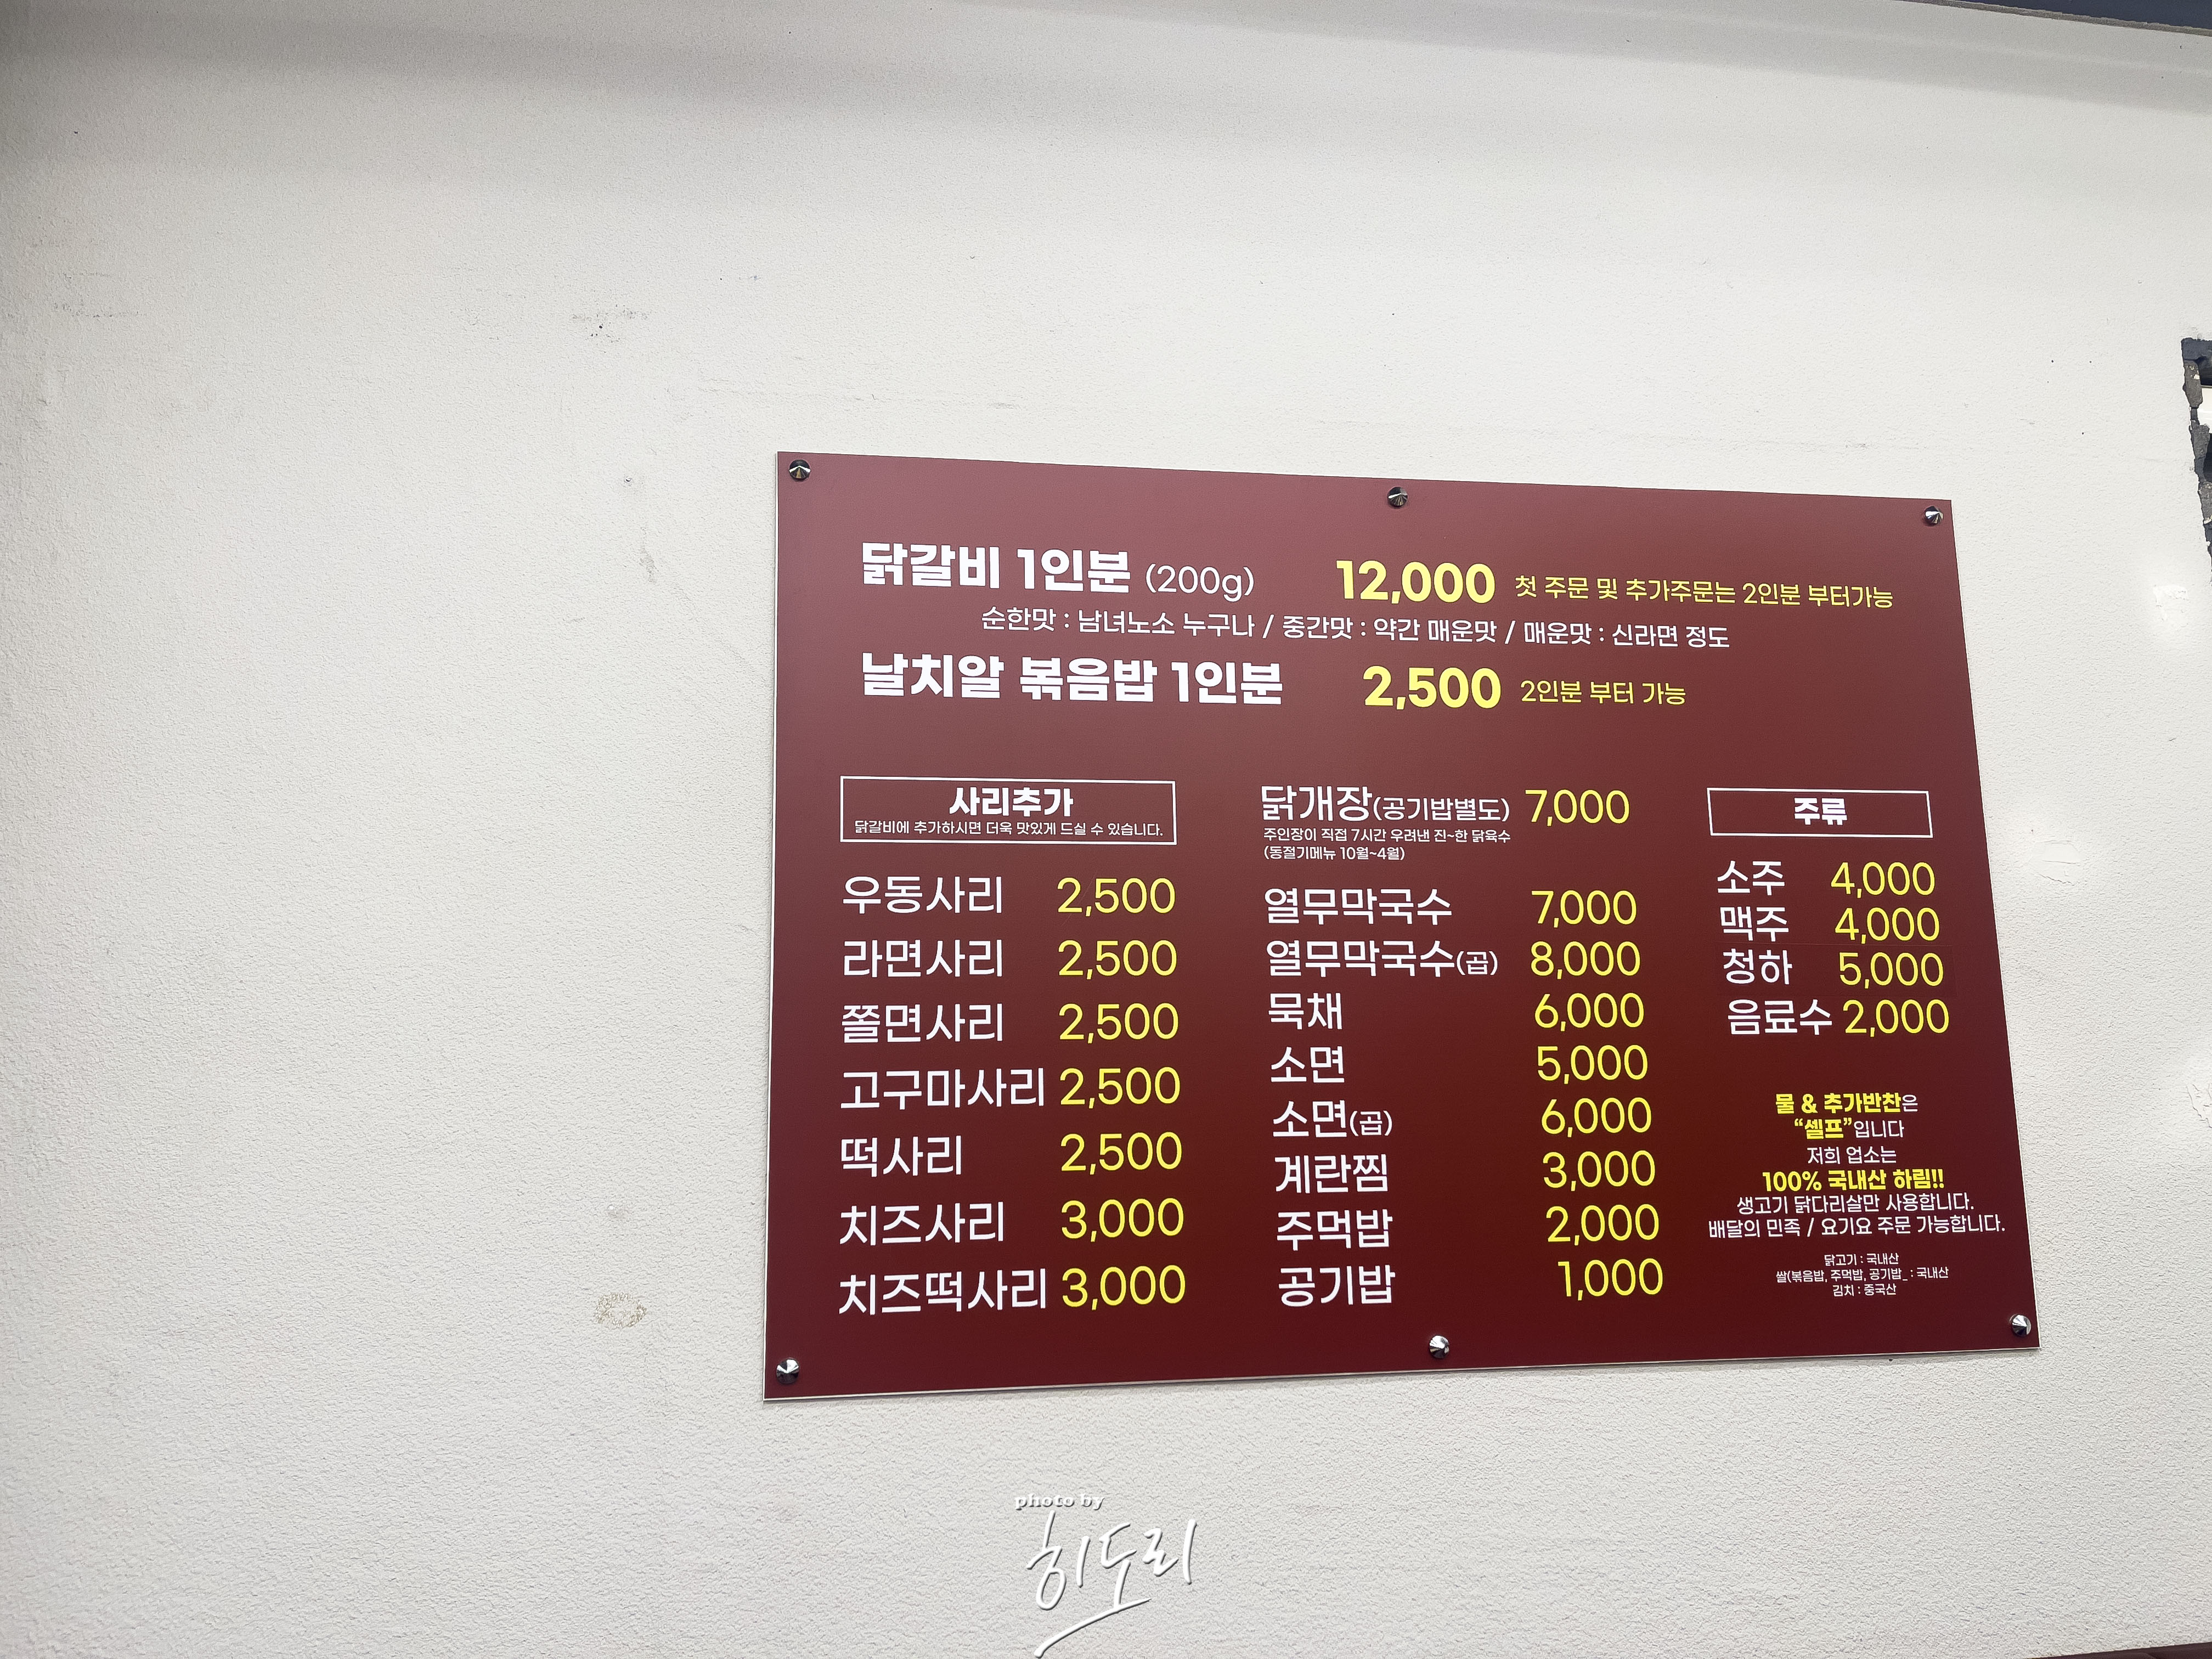 닭갈비 1인분 (200g) 12,000 첫 주문 및 추가주문는 2인분 부터가능
순한맛 : 남녀노소 누구나 / 중간맛 : 약간 매운맛 / 매운맛 : 신라면 정도
날치알 볶음밥 1인분 2,500 2인분 부터 가능
사리추가
닭갈비에 추가하시면 더욱 맛있게 드실 수 있습니다.
우동사리 2,500
라면사리 2,500
쫄면사리 2,500
고구마사리 2,500
떡사리 2,500
치즈사리 3,000
치즈떡사리 3,000
닭개장(공기밥별도) 7,000
주인장이 직접 7시간 우려낸 진~한 닭육수
(동절기메뉴 10월~4월)
열무막국수 7,000
열무막국수(곱) 8,000
묵채 6,000
소면 5,000
소면(곱) 6,000
계란찜 3,000
주먹밥 2,000
공기밥 1,000
주류
소주 4,000
맥주 4,000
청하 5,000
음료수 2,000
물 & 추가반찬은
“셀프”입니다
저희 업소는
100% 국내산 하림!!
생고기 닭다리살만 사용합니다.
배달의 민족 / 요기요 주문 가능합니다.
닭고기 : 국내산
쌀(볶음밥, 주먹밥, 공기밥_ : 국내산
김치 : 중국산
photo by
히도리